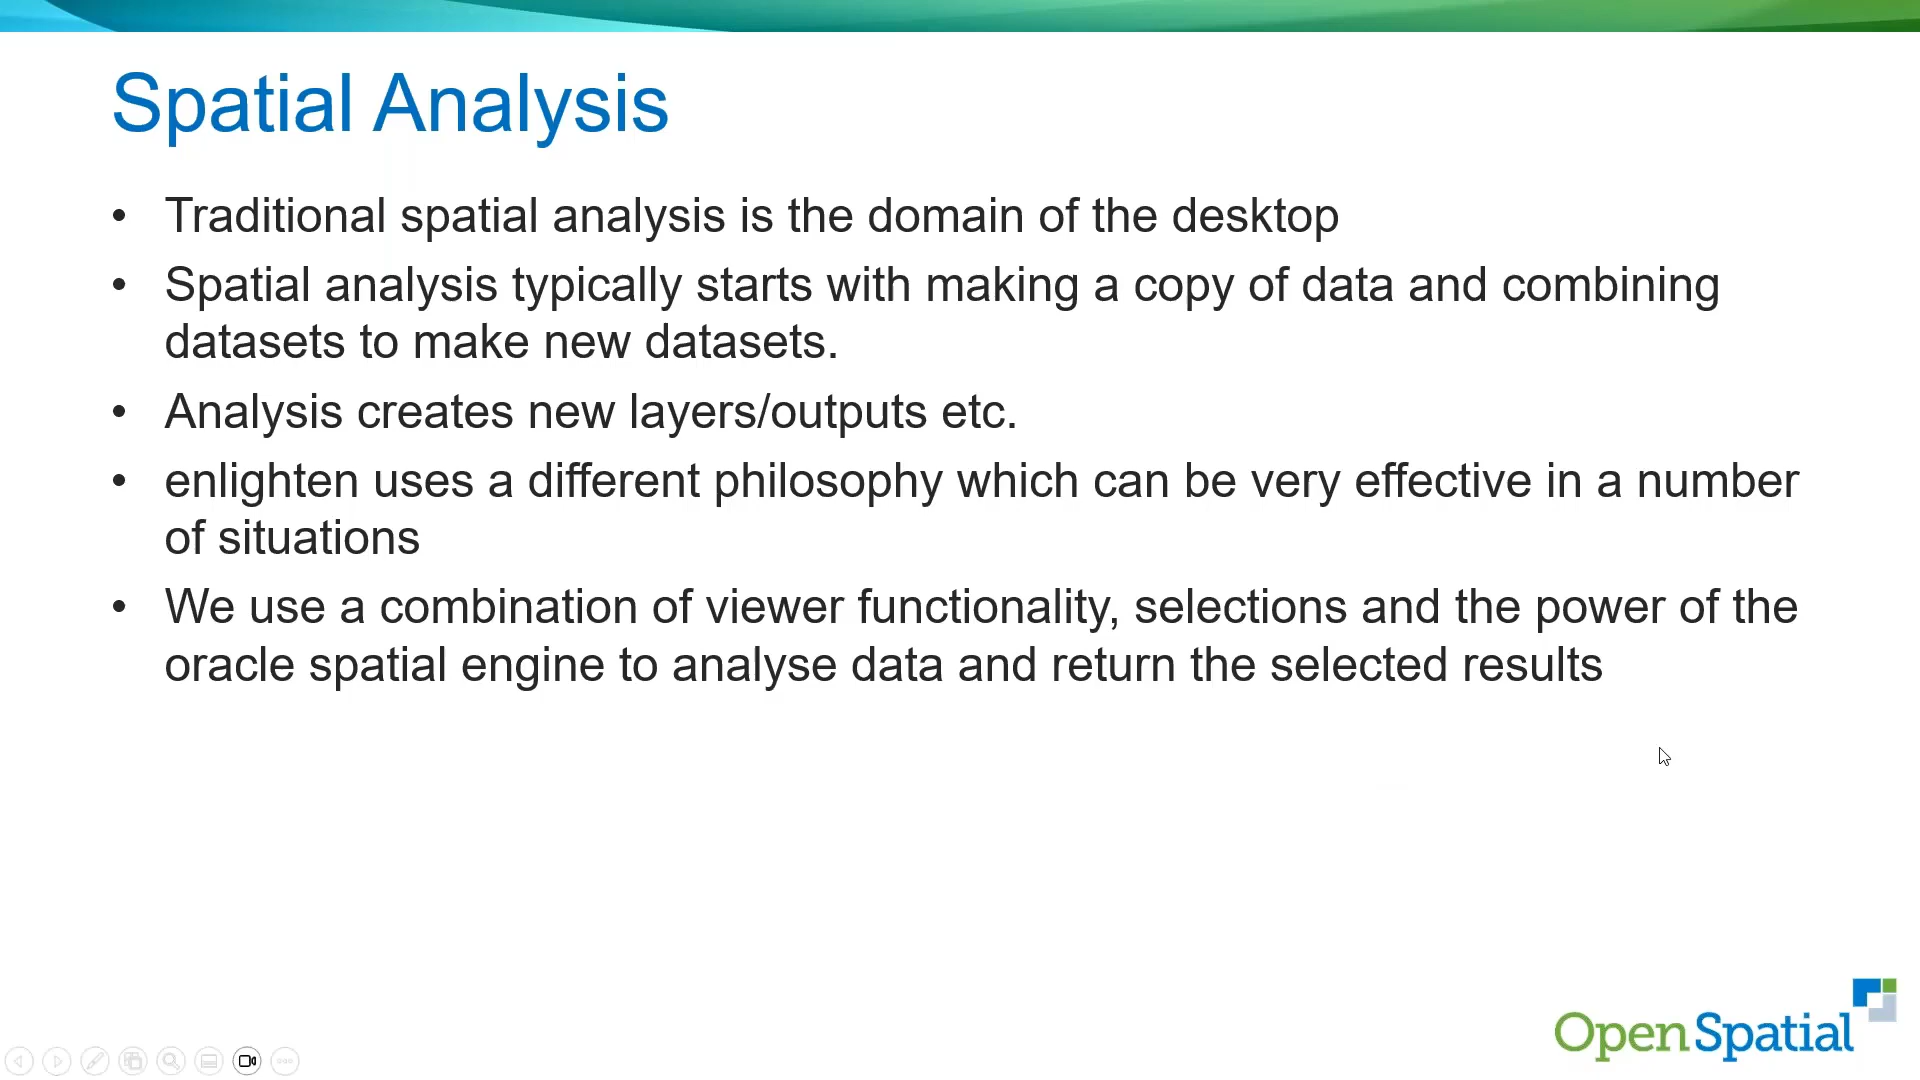 Spatial Analysis
• Traditional spatial analysis is the domain of the desktop
• Spatial analysis typically starts with making a copy of data and combining
datasets to make new datasets.
• Analysis creates new layers/outputs etc.
• enlighten uses a different philosophy which can be very effective in a number
of situations
• We use a combination of viewer functionality, selections and the power of the
oracle spatial engine to analyse data and return the selected results
Open Spatial